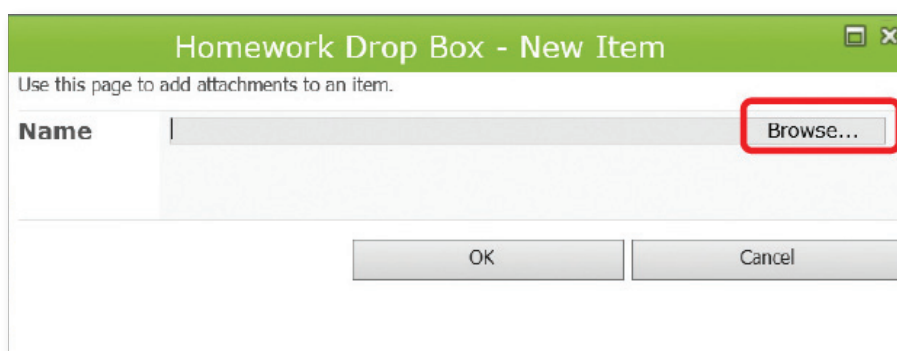 Homework Drop Box - New Item
Use this page to add attachments to an item.
Name Browse...
OK Cancel